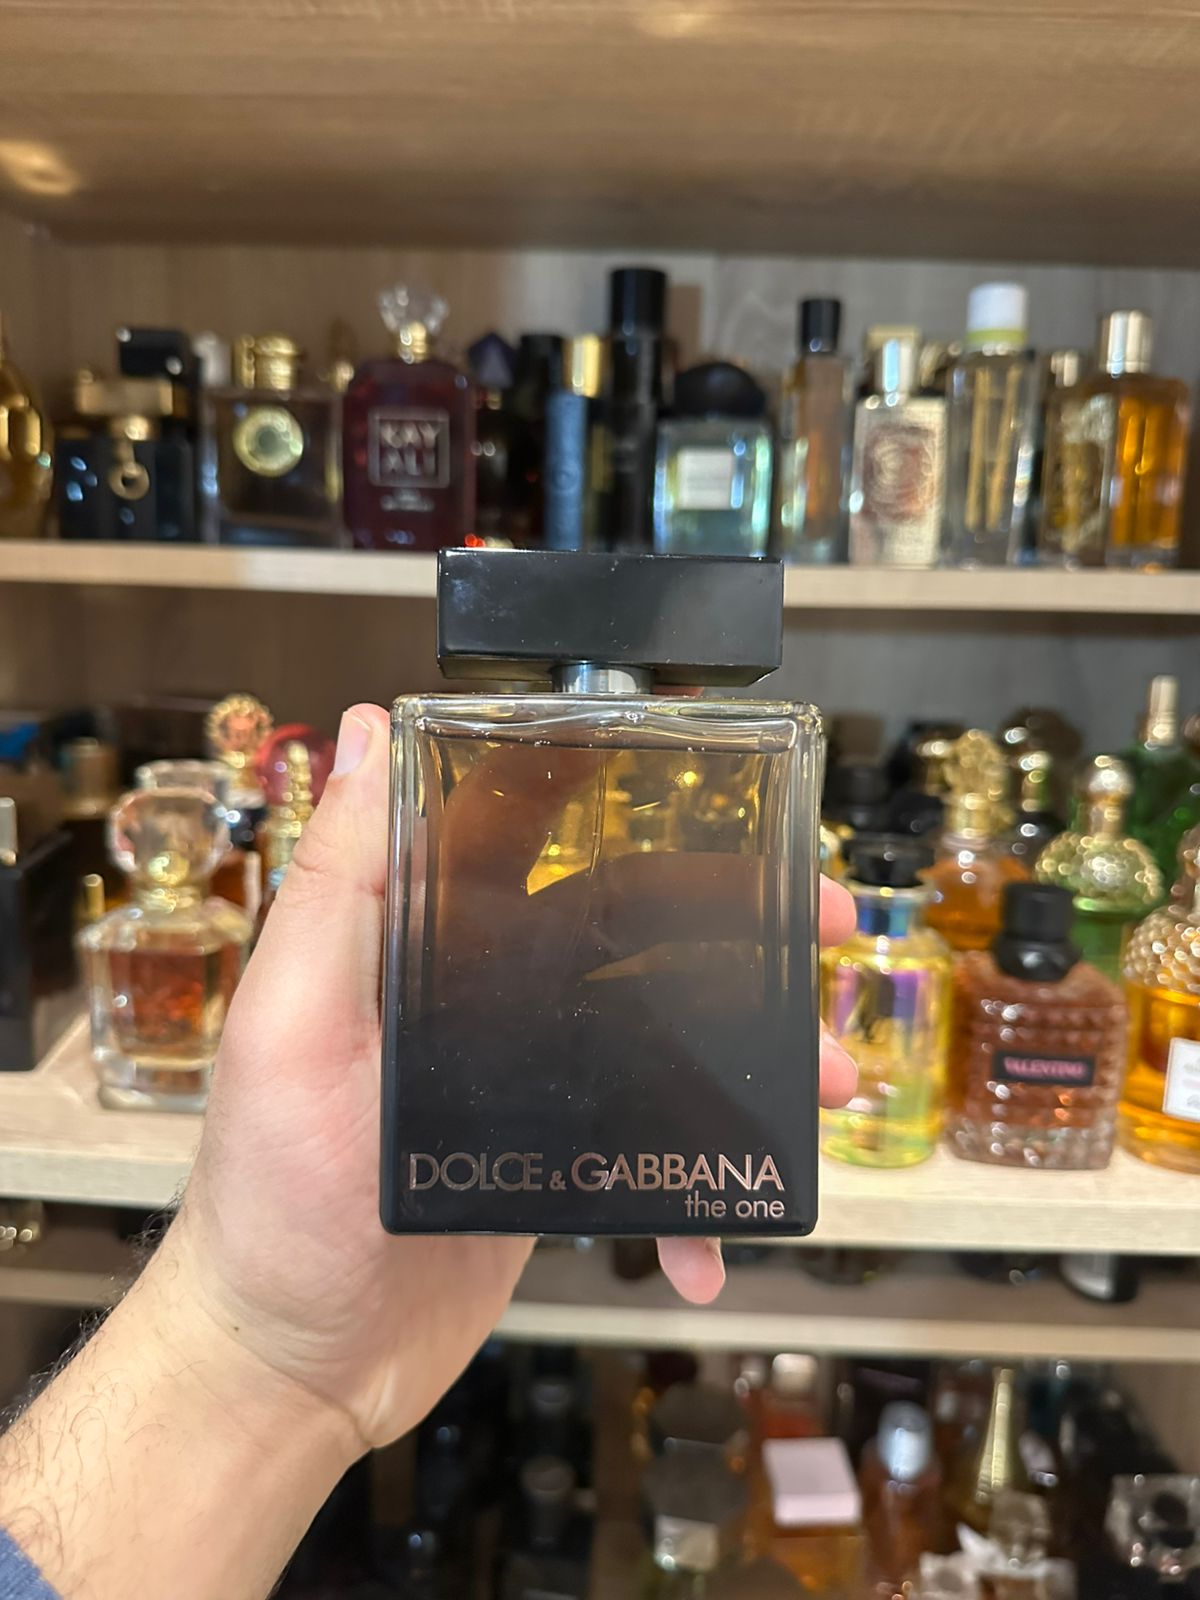 KAY
ALI
VALENTINO
DOLCE & GABBANA
the one